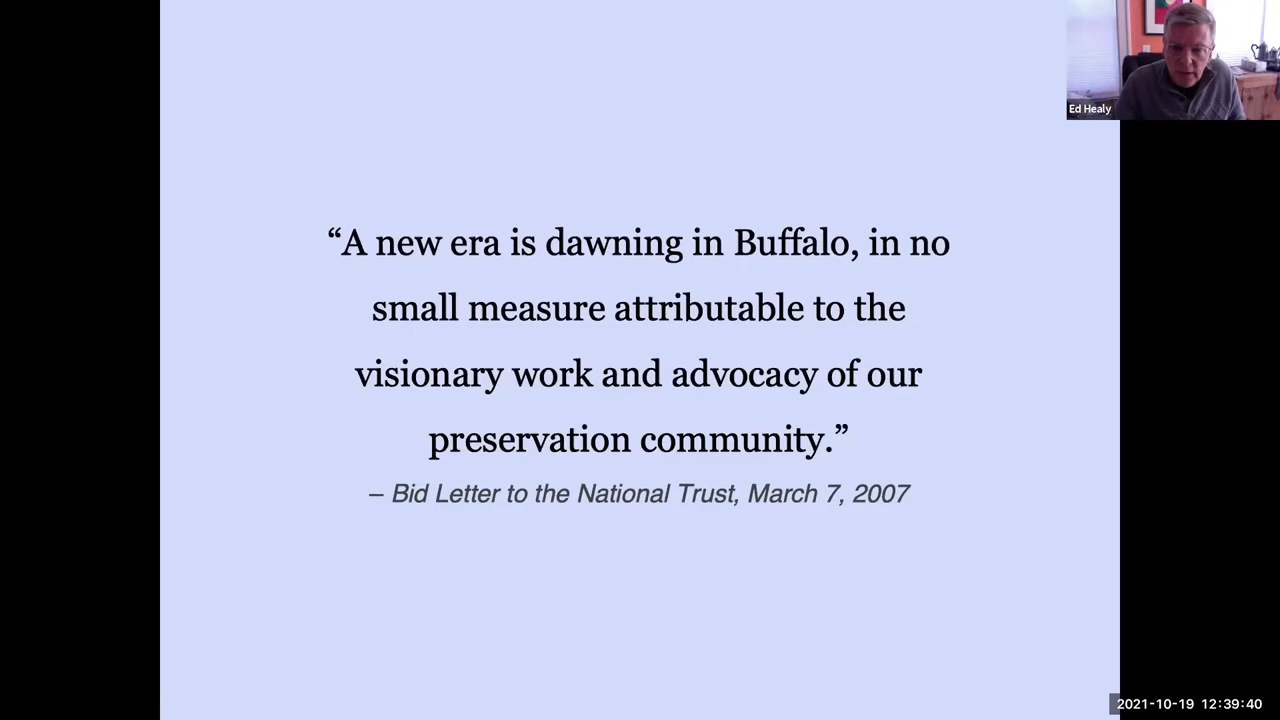 Ed Healy
“A new era is dawning in Buffalo, in no
small measure attributable to the
visionary work and advocacy of our
preservation community.”
– Bid Letter to the National Trust, March 7, 2007
2021-10-19 12:39:40